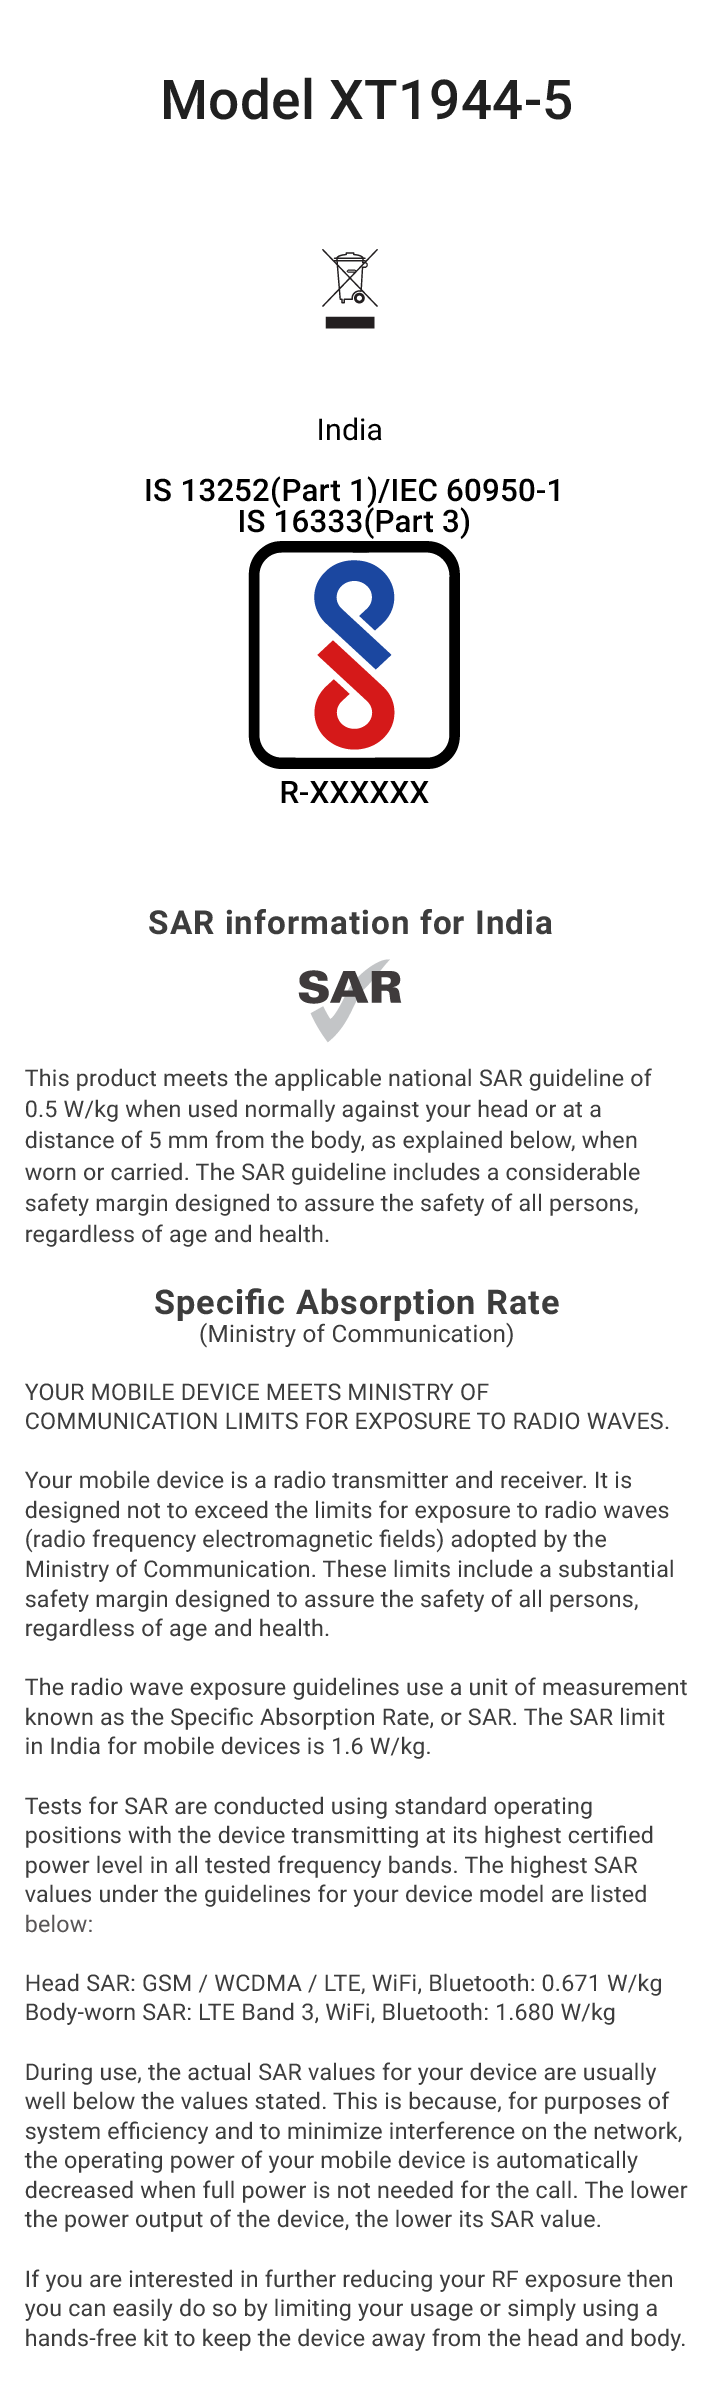 Model XT1944-5
India
IS 13252(Part 1)/IEC 60950-1
IS 16333(Part 3)
R-XXXXXX
SAR information for India
SAR
This product meets the applicable national SAR guideline of
0.5 W/kg when used normally against your head or at a
distance of 5 mm from the body, as explained below, when
worn or carried. The SAR guideline includes a considerable
safety margin designed to assure the safety of all persons,
regardless of age and health.
Specific Absorption Rate
(Ministry of Communication)
YOUR MOBILE DEVICE MEETS MINISTRY OF
COMMUNICATION LIMITS FOR EXPOSURE TO RADIO WAVES.
Your mobile device is a radio transmitter and receiver. It is
designed not to exceed the limits for exposure to radio waves
(radio frequency electromagnetic fields) adopted by the
Ministry of Communication. These limits include a substantial
safety margin designed to assure the safety of all persons,
regardless of age and health.
The radio wave exposure guidelines use a unit of measurement
known as the Specific Absorption Rate, or SAR. The SAR limit
in India for mobile devices is 1.6 W/kg.
Tests for SAR are conducted using standard operating
positions with the device transmitting at its highest certified
power level in all tested frequency bands. The highest SAR
values under the guidelines for your device model are listed
below:
Head SAR: GSM / WCDMA / LTE, WiFi, Bluetooth: 0.671 W/kg
Body-worn SAR: LTE Band 3, WiFi, Bluetooth: 1.680 W/kg
During use, the actual SAR values for your device are usually
well below the values stated. This is because, for purposes of
system efficiency and to minimize interference on the network,
the operating power of your mobile device is automatically
decreased when full power is not needed for the call. The lower
the power output of the device, the lower its SAR value.
If you are interested in further reducing your RF exposure then
you can easily do so by limiting your usage or simply using a
hands-free kit to keep the device away from the head and body.